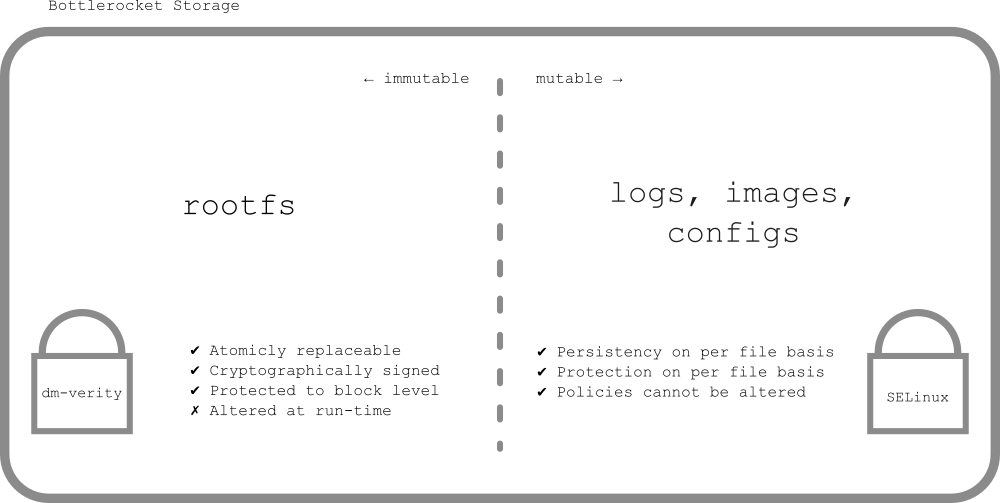 Bottlerocket Storage
← immutable
mutable →
rootfs
logs, images,
configs
dm-verity
✔ Atomicly replaceable
✔ Cryptographically signed
✔ Protected to block level
✗ Altered at run-time
✔ Persistency on per file basis
✔ Protection on per file basis
✔ Policies cannot be altered
SELinux